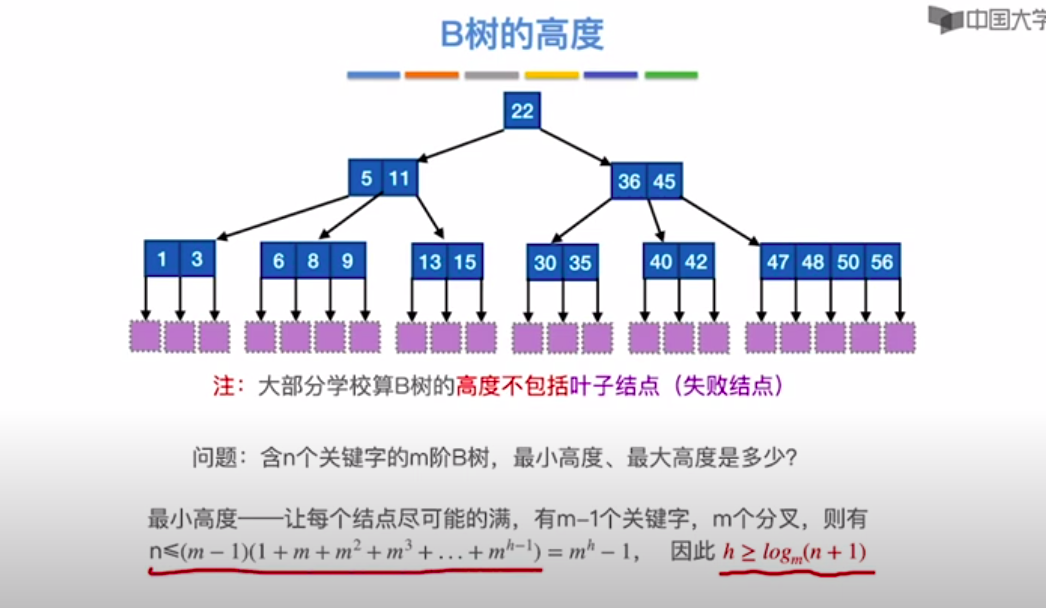 中国大学
B树的高度
22
5 11
36 45
1 3
6 8 9
13 15
30 35
40 42
47 48 50 56
注：大部分学校算B树的高度不包括叶子结点（失败结点）
问题：含n个关键字的m阶B树，最小高度、最大高度是多少？
最小高度——让每个结点尽可能的满，有m-1个关键字，m个分叉，则有
n≤(m − 1)(1 + m + m² + m³ + … + mʰ⁻¹) = mʰ − 1， 因此 h ≥ logₘ(n + 1)